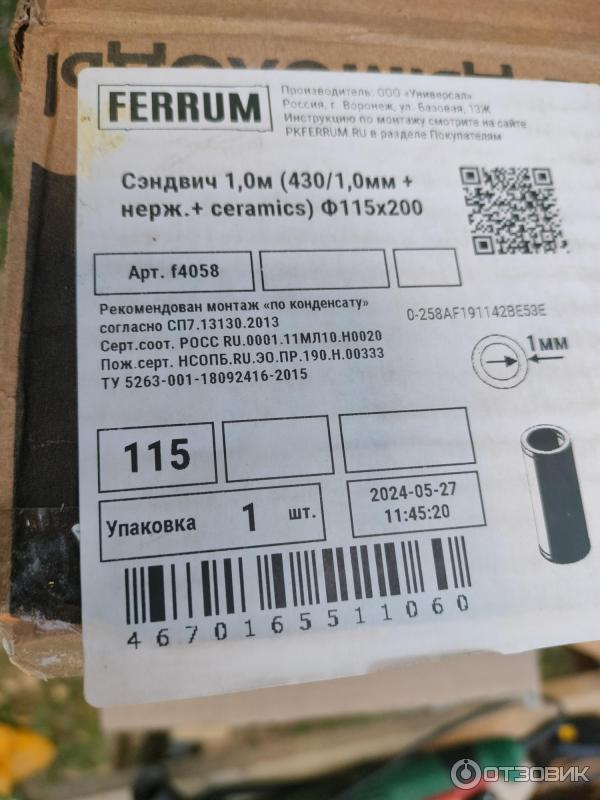 FERRUM
Производитель: ООО «Универсал»
Россия, г. Воронеж, ул. Базовая, 13Ж
Инструкцию по монтажу смотрите на сайте
PKFERRUM.RU в разделе Покупателям
Сэндвич 1,0м (430/1,0мм +
нерж.+ ceramics) Ф115х200
Арт. f4058
Рекомендован монтаж «по конденсату»
согласно СП7.13130.2013
Серт.соот. РОСС RU.0001.11МЛ10.Н0020
Пож.серт. НСОПБ.RU.ЭО.ПР.190.Н.00333
ТУ 5263-001-18092416-2015
0-258AF191142BE53E
1мм
115
Упаковка 1 шт.
2024-05-27
11:45:20
4670165511060
ОТЗОВИК